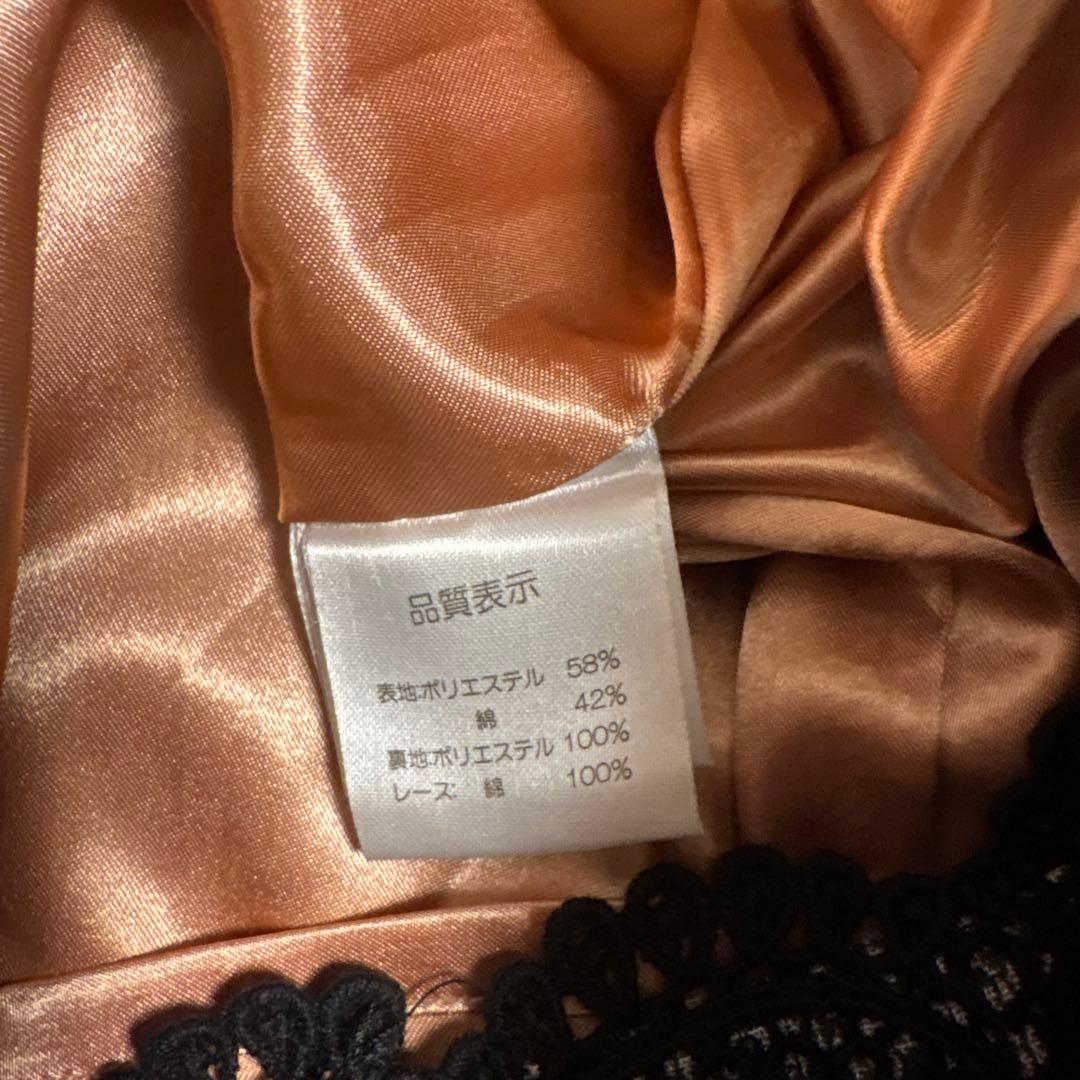 品質表示
表地:ポリエステル 58%
綿 42%
裏地:ポリエステル 100%
レース: 綿 100%